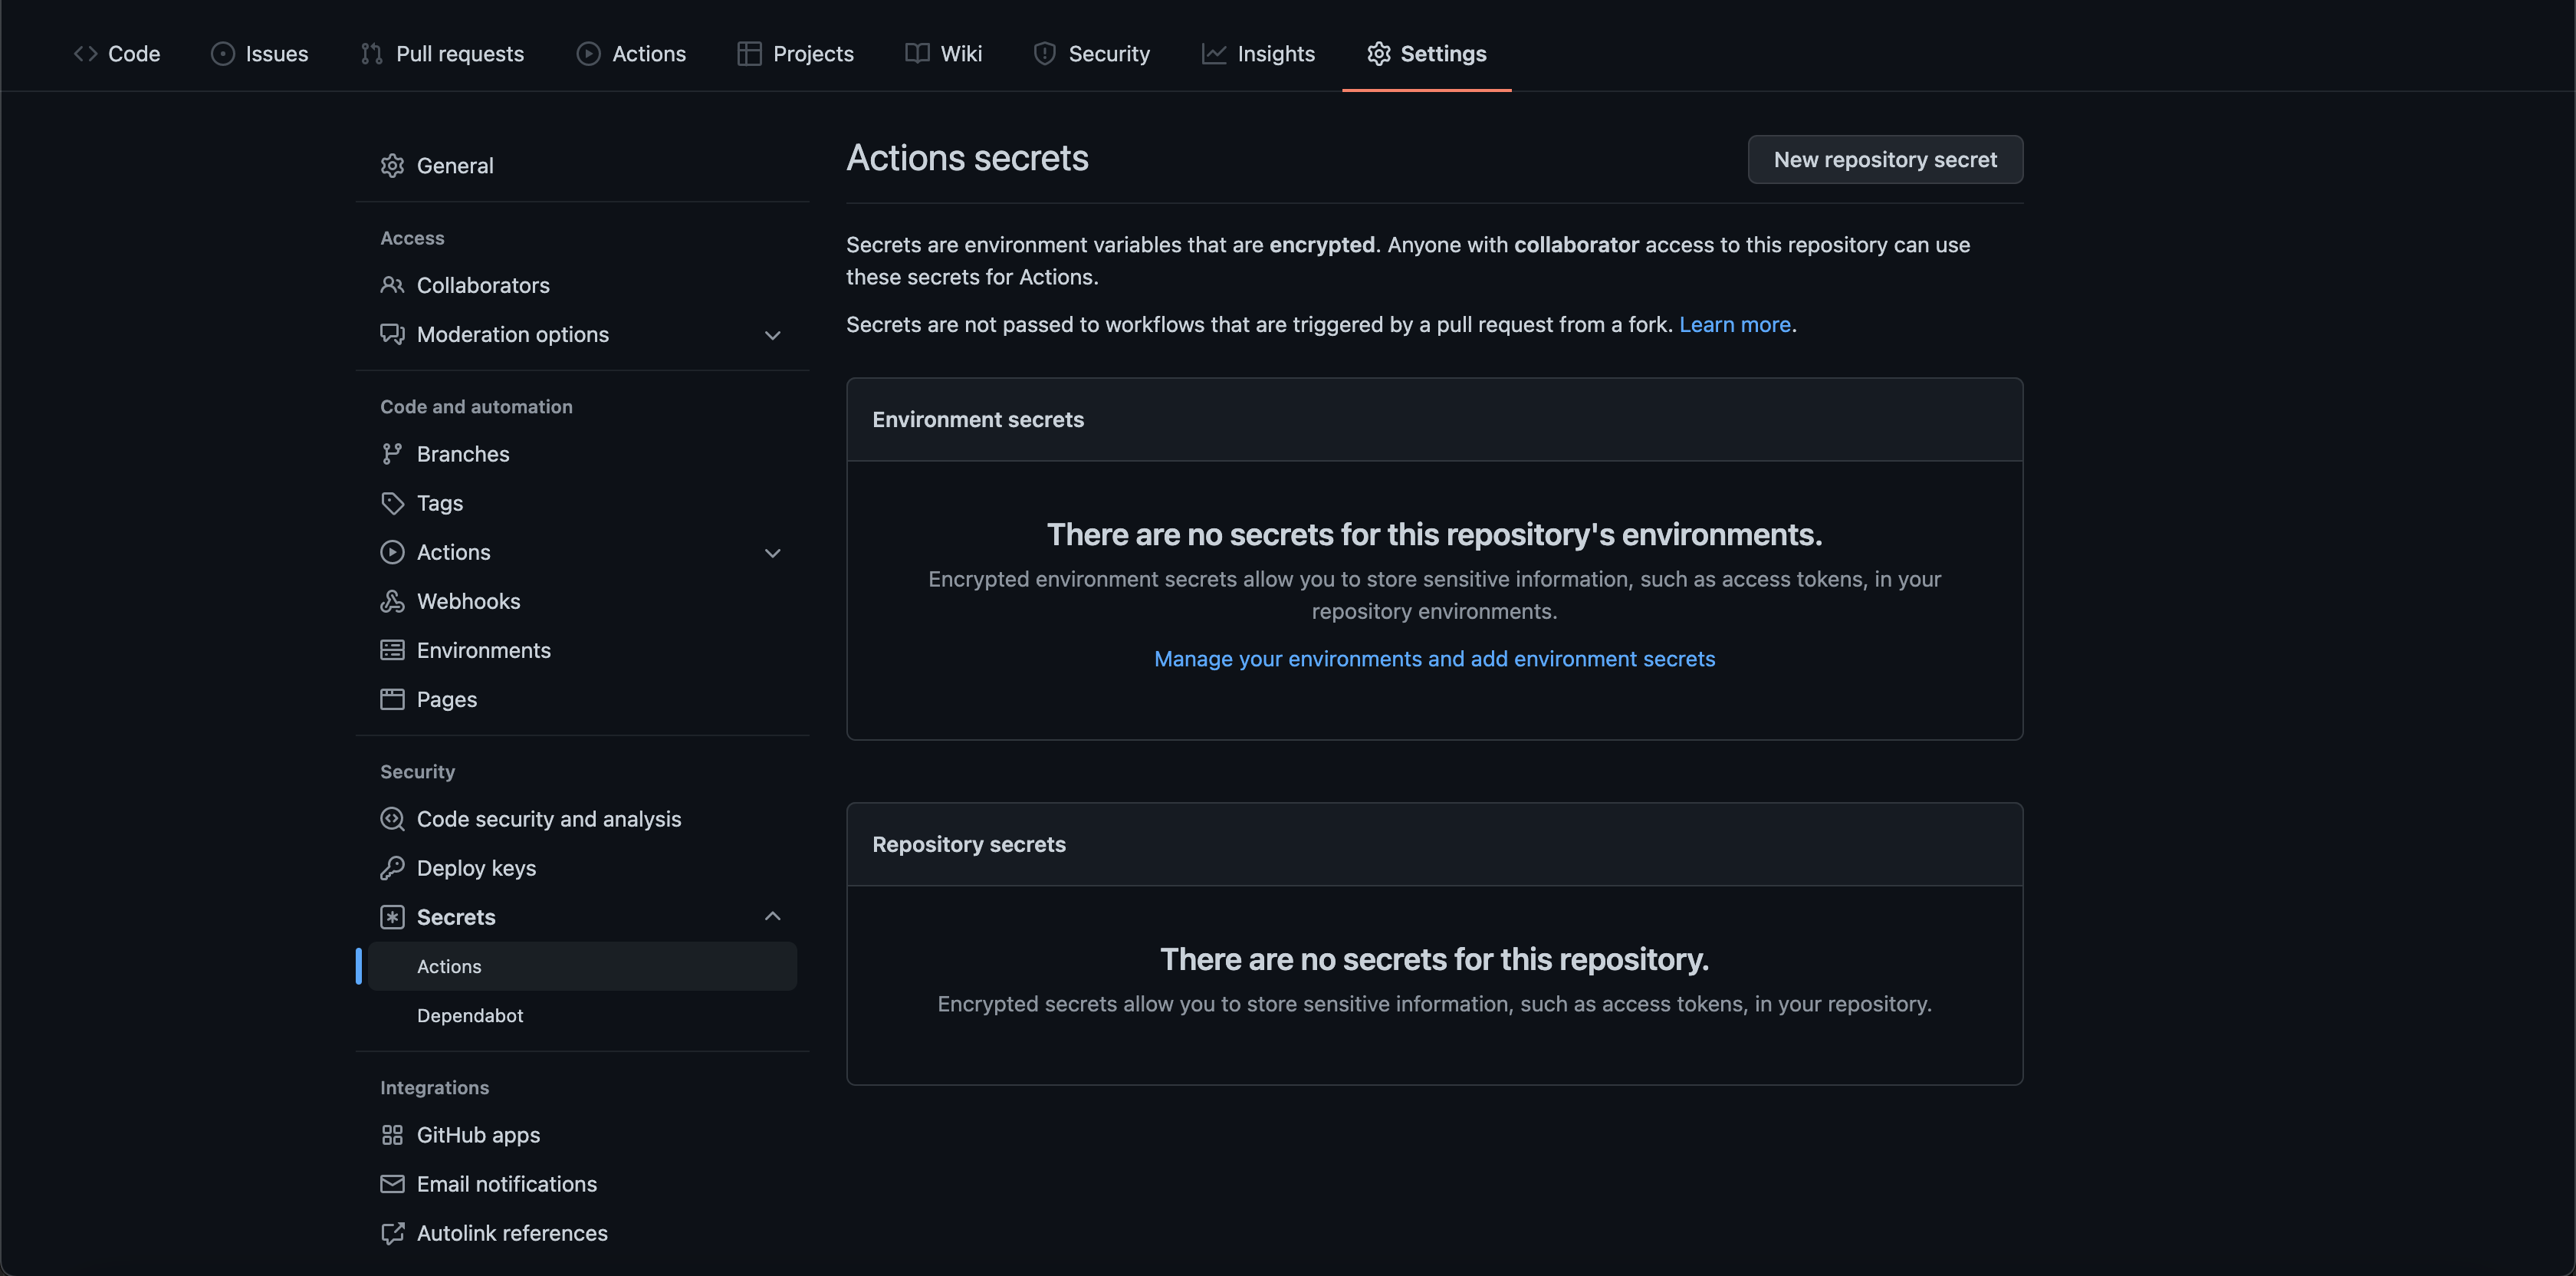 Code
Issues
Pull requests
Actions
Projects
Wiki
Security
Insights
Settings
General
Access
Collaborators
Moderation options
Code and automation
Branches
Tags
Actions
Webhooks
Environments
Pages
Security
Code security and analysis
Deploy keys
Secrets
Actions
Dependabot
Integrations
GitHub apps
Email notifications
Autolink references
Actions secrets
New repository secret
Secrets are environment variables that are encrypted. Anyone with collaborator access to this repository can use
these secrets for Actions.
Secrets are not passed to workflows that are triggered by a pull request from a fork. Learn more.
Environment secrets
There are no secrets for this repository's environments.
Encrypted environment secrets allow you to store sensitive information, such as access tokens, in your
repository environments.
Manage your environments and add environment secrets
Repository secrets
There are no secrets for this repository.
Encrypted secrets allow you to store sensitive information, such as access tokens, in your repository.